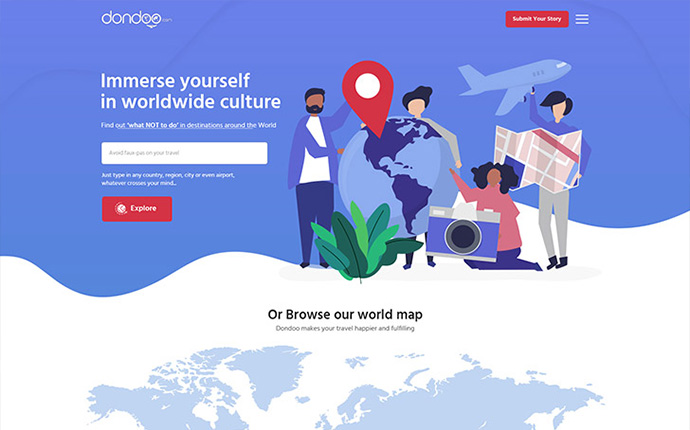 dondoo.com
Submit Your Story
Immerse yourself
in worldwide culture
Find out 'what NOT to do' in destinations around the World
Avoid faux-pas on your travel
Just type in any country, region, city or even airport,
whatever crosses your mind...
Explore
Or Browse our world map
Dondoo makes your travel happier and fulfilling